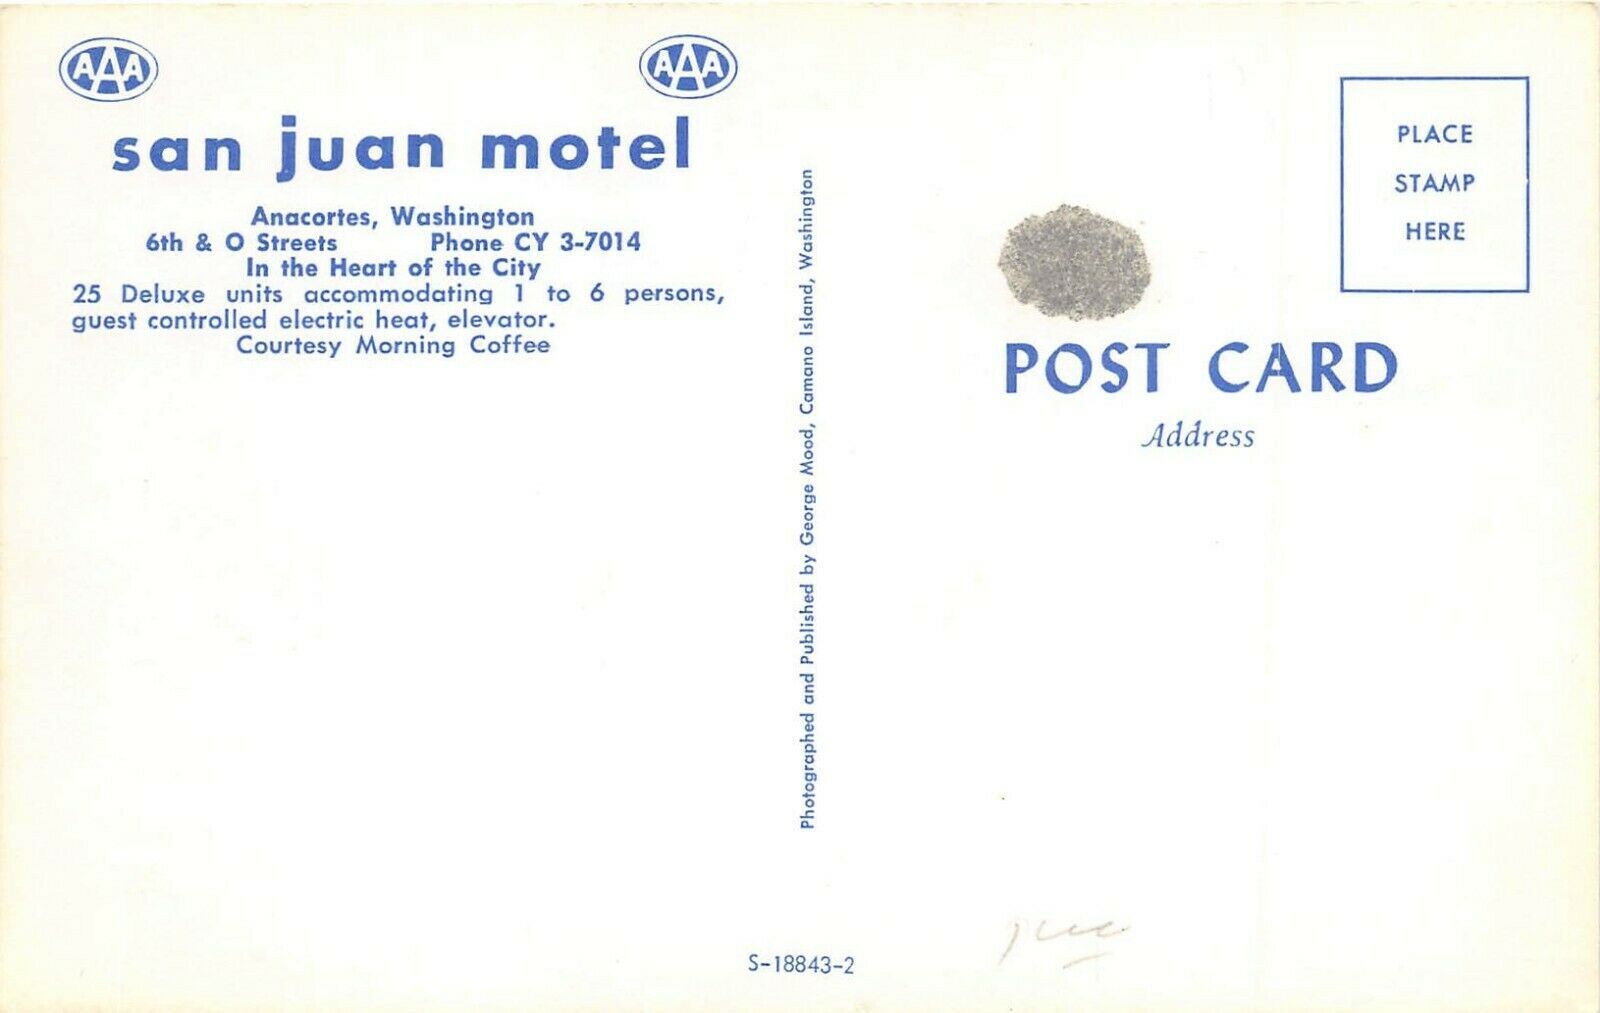 AAA AAA
san juan motel
Anacortes, Washington
6th & O Streets Phone CY 3-7014
In the Heart of the City
25 Deluxe units accommodating 1 to 6 persons,
guest controlled electric heat, elevator.
Courtesy Morning Coffee
Photographed and Published by George Mood, Camano Island, Washington
PLACE
STAMP
HERE
POST CARD
Address
S-18843-2